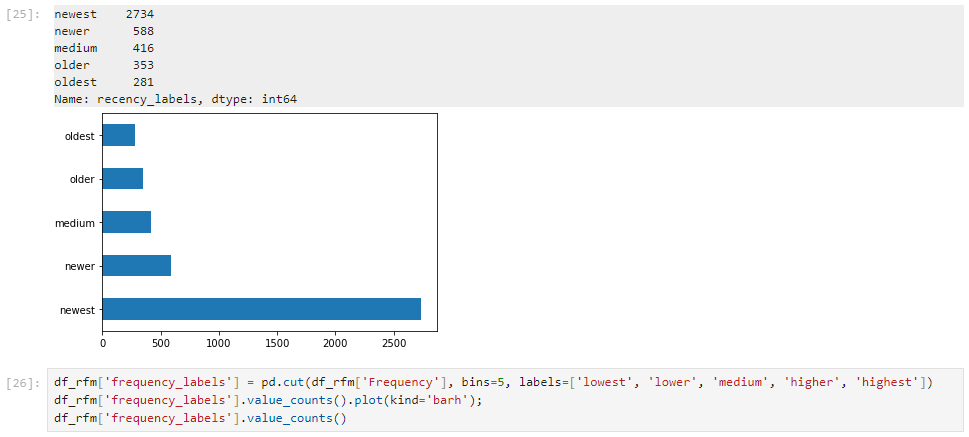 [25]:
newest    2734
newer      588
medium     416
older      353
oldest     281
Name: recency_labels, dtype: int64
oldest
older
medium
newer
newest
0 500 1000 1500 2000 2500
[26]:
df_rfm['frequency_labels'] = pd.cut(df_rfm['Frequency'], bins=5, labels=['lowest', 'lower', 'medium', 'higher', 'highest'])
df_rfm['frequency_labels'].value_counts().plot(kind='barh');
df_rfm['frequency_labels'].value_counts()